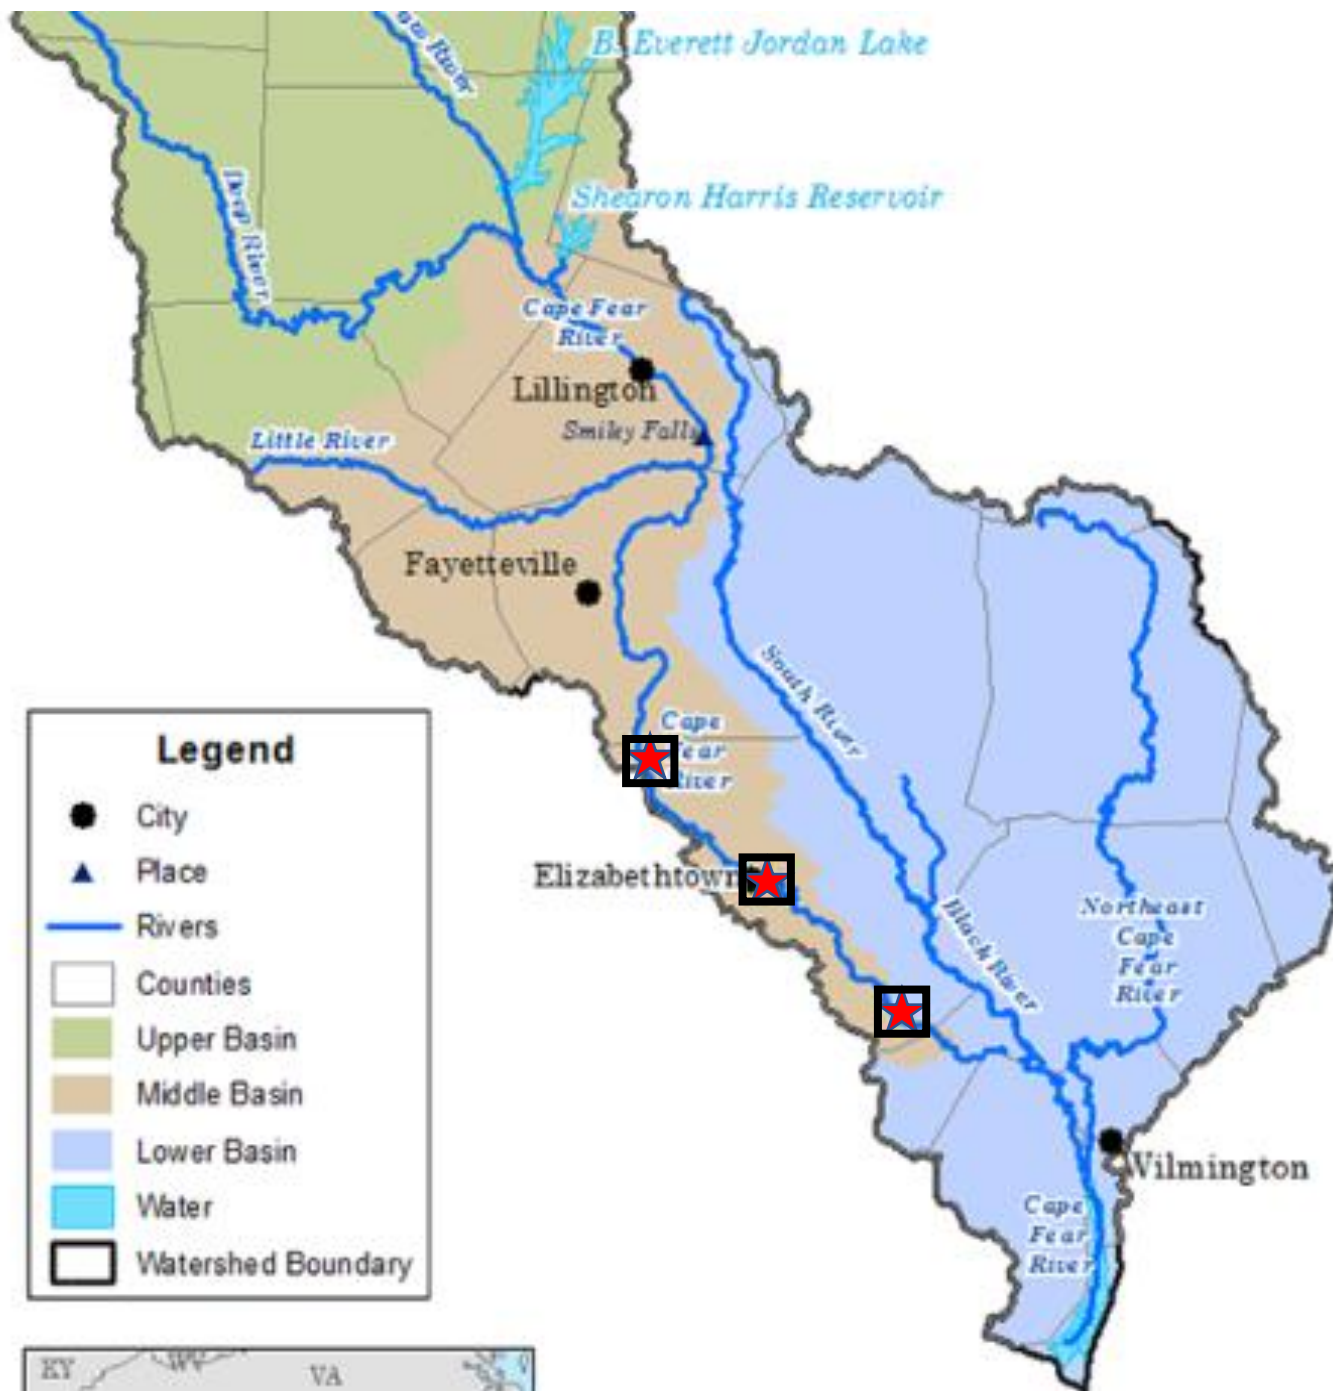 B. Everett Jordan Lake
River
Shearon Harris Reservoir
Deep River
Cape Fear
River
Lillington
Smiley Falls
Little River
Fayetteville
South River
Cape
Fear
River
Elizabethtown
Black River
Northeast
Cape
Fear
River
Wilmington
Cape
Fear
River
Legend
City
Place
Rivers
Counties
Upper Basin
Middle Basin
Lower Basin
Water
Watershed Boundary
KY
WV
VA